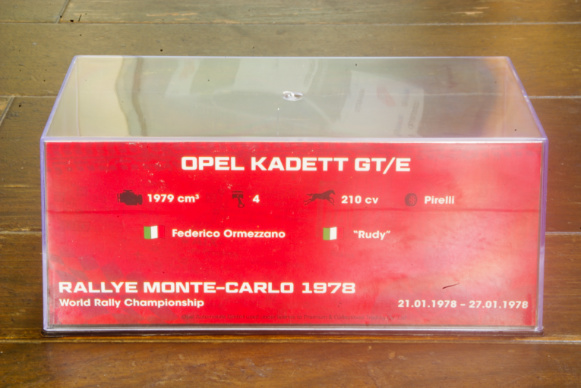 OPEL KADETT GT/E
1979 cm³ 4 210 cv Pirelli
Federico Ormezzano "Rudy"
RALLYE MONTE-CARLO 1978
World Rally Championship 21.01.1978 - 27.01.1978